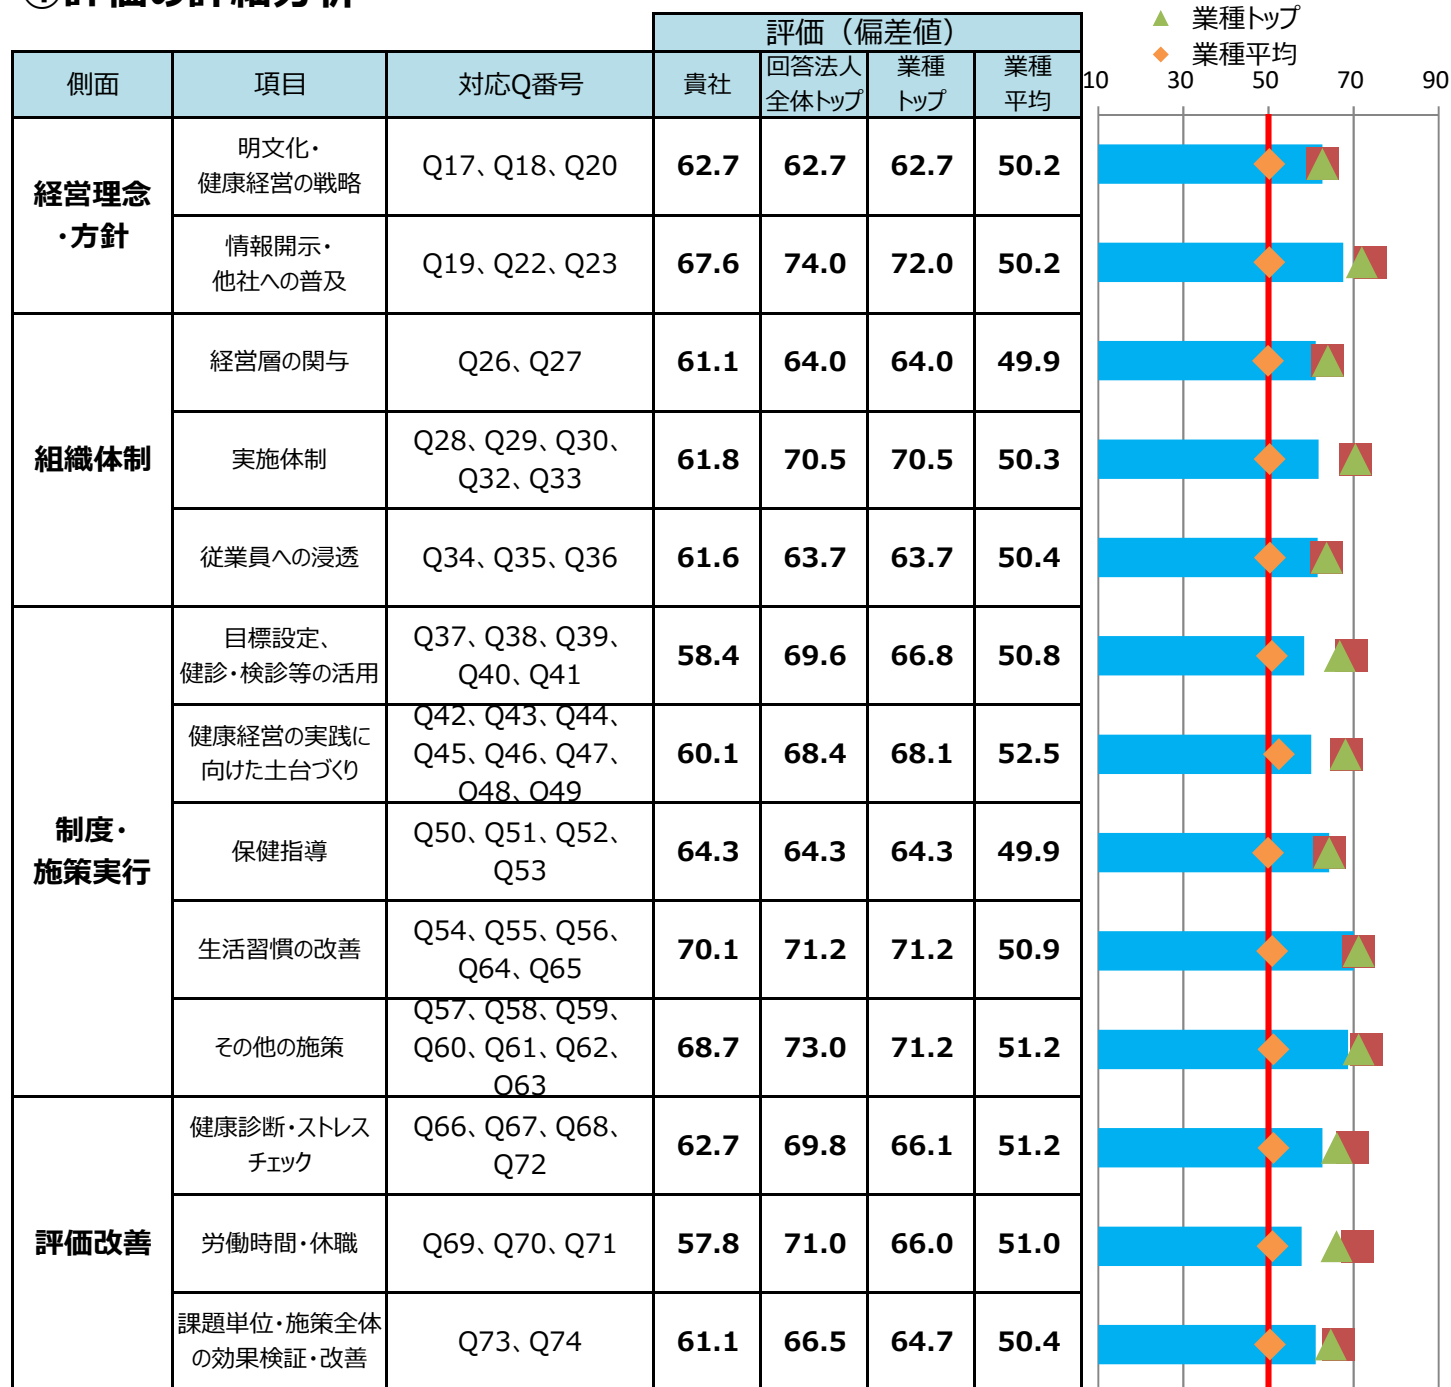 ①評価の詳細分析
▲ 業種トップ
◆ 業種平均
評価（偏差値）
側面 項目 対応Q番号 貴社 回答法人 業種 業種
全体トップ トップ 平均
10 30 50 70 90
経営理念
・方針
明文化・
健康経営の戦略
Q17、Q18、Q20 62.7 62.7 62.7 50.2
情報開示・
他社への普及
Q19、Q22、Q23 67.6 74.0 72.0 50.2
組織体制
経営層の関与 Q26、Q27 61.1 64.0 64.0 49.9
実施体制
Q28、Q29、Q30、
Q32、Q33
61.8 70.5 70.5 50.3
従業員への浸透 Q34、Q35、Q36 61.6 63.7 63.7 50.4
制度・
施策実行
目標設定、
健診・検診等の活用
Q37、Q38、Q39、
Q40、Q41
58.4 69.6 66.8 50.8
健康経営の実践に
向けた土台づくり
Q42、Q43、Q44、
Q45、Q46、Q47、
Q48、Q49
60.1 68.4 68.1 52.5
保健指導
Q50、Q51、Q52、
Q53
64.3 64.3 64.3 49.9
生活習慣の改善
Q54、Q55、Q56、
Q64、Q65
70.1 71.2 71.2 50.9
その他の施策
Q57、Q58、Q59、
Q60、Q61、Q62、
Q63
68.7 73.0 71.2 51.2
評価改善
健康診断・ストレス
チェック
Q66、Q67、Q68、
Q72
62.7 69.8 66.1 51.2
労働時間・休職 Q69、Q70、Q71 57.8 71.0 66.0 51.0
課題単位・施策全体
の効果検証・改善
Q73、Q74 61.1 66.5 64.7 50.4